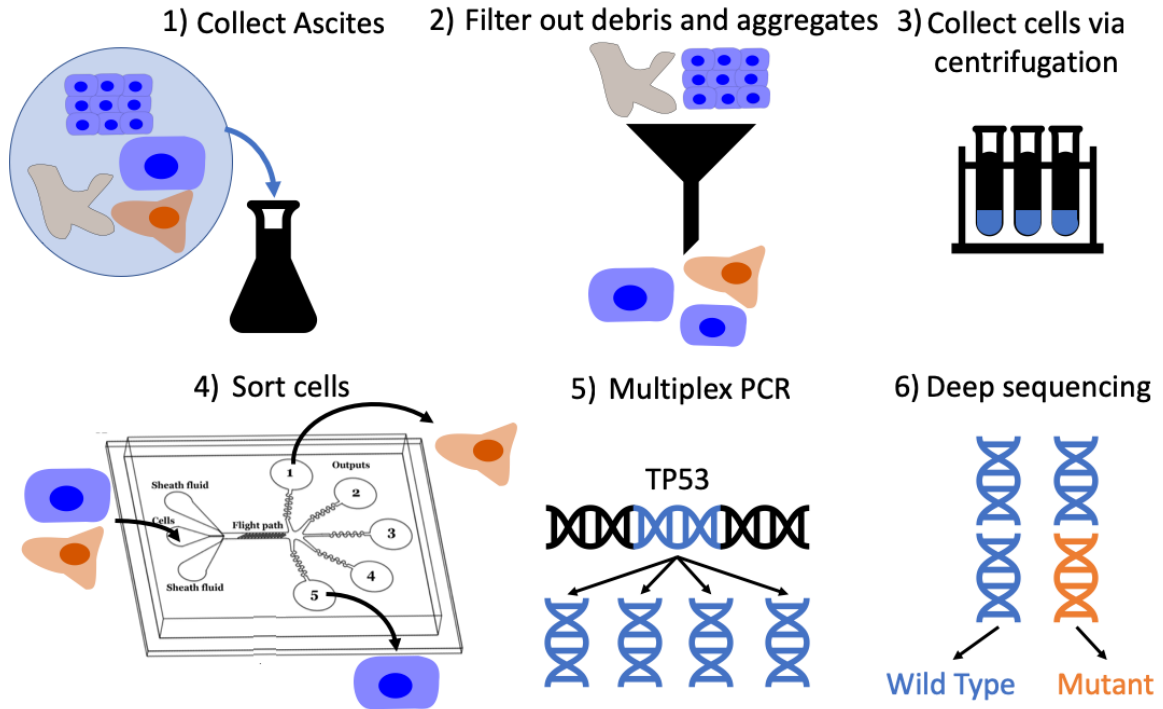 1) Collect Ascites
2) Filter out debris and aggregates
3) Collect cells via
centrifugation
4) Sort cells
Sheath fluid
Cells
Sheath fluid
Flight path
Outputs
1
2
3
4
5
5) Multiplex PCR
TP53
6) Deep sequencing
Wild Type
Mutant